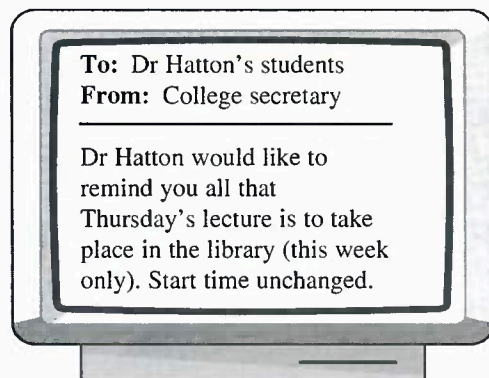 To: Dr Hatton's students
From: College secretary
Dr Hatton would like to
remind you all that
Thursday's lecture is to take
place in the library (this week
only). Start time unchanged.